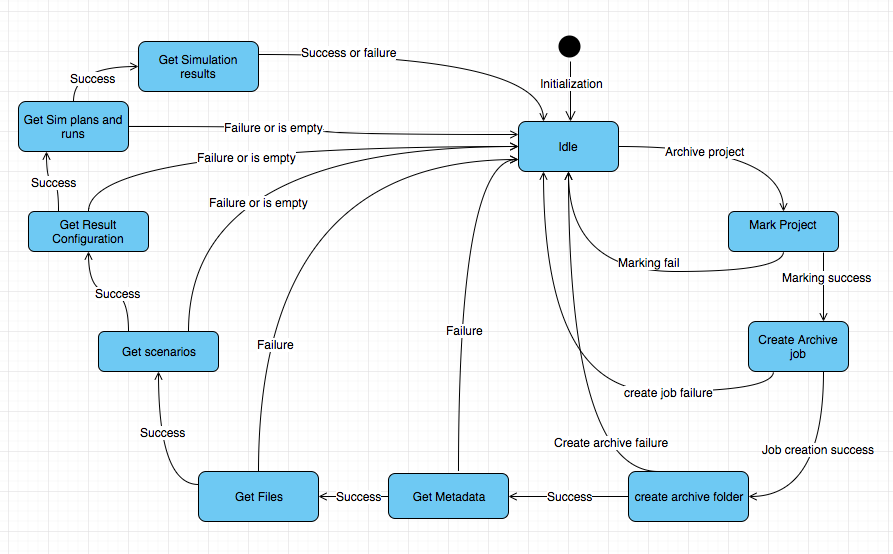 Get Simulation
results
Success or failure
Initialization
Success
Get Sim plans and
runs
Failure or is empty
Idle
Archive project
Failure or is empty
Success
Failure or is empty
Get Result
Configuration
Mark Project
Marking fail
Marking success
Success
Failure
Failure
Get scenarios
Create Archive
job
create job failure
Success
Create archive failure
Job creation success
Get Files
Success
Get Metadata
Success
create archive folder